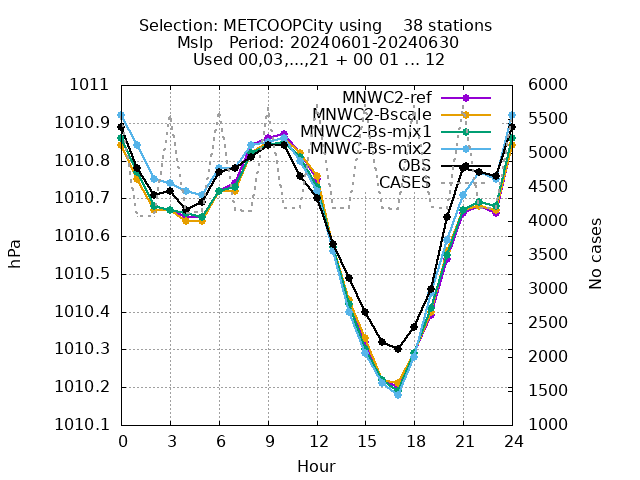 Selection: METCOOPCity using    38 stations
Mslp   Period: 20240601-20240630
Used 00,03,...,21 + 00 01 ... 12
1011
1010.9
1010.8
1010.7
1010.6
1010.5
1010.4
1010.3
1010.2
1010.1
hPa
6000
5500
5000
4500
4000
3500
3000
2500
2000
1500
1000
No cases
MNWC2-ref
MNWC2-Bscale
MNWC2-Bs-mix1
MNWC-Bs-mix2
OBS
CASES
0 3 6 9 12 15 18 21 24
Hour